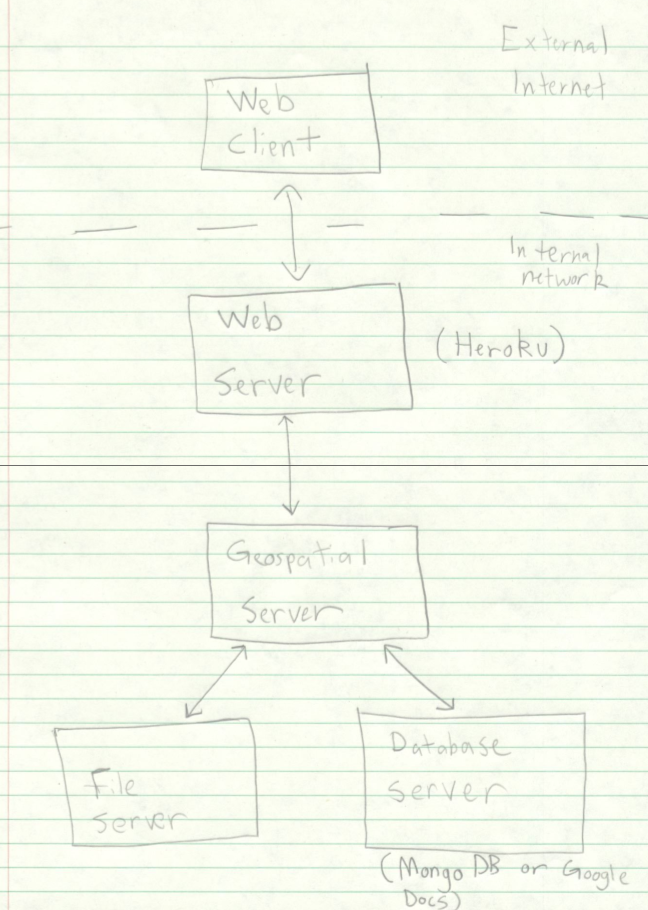 External
Internet
Web
Client
Internal
network
Web
Server
(Heroku)
Geospatial
Server
File
server
Database
server
(Mongo DB or Google
Docs)